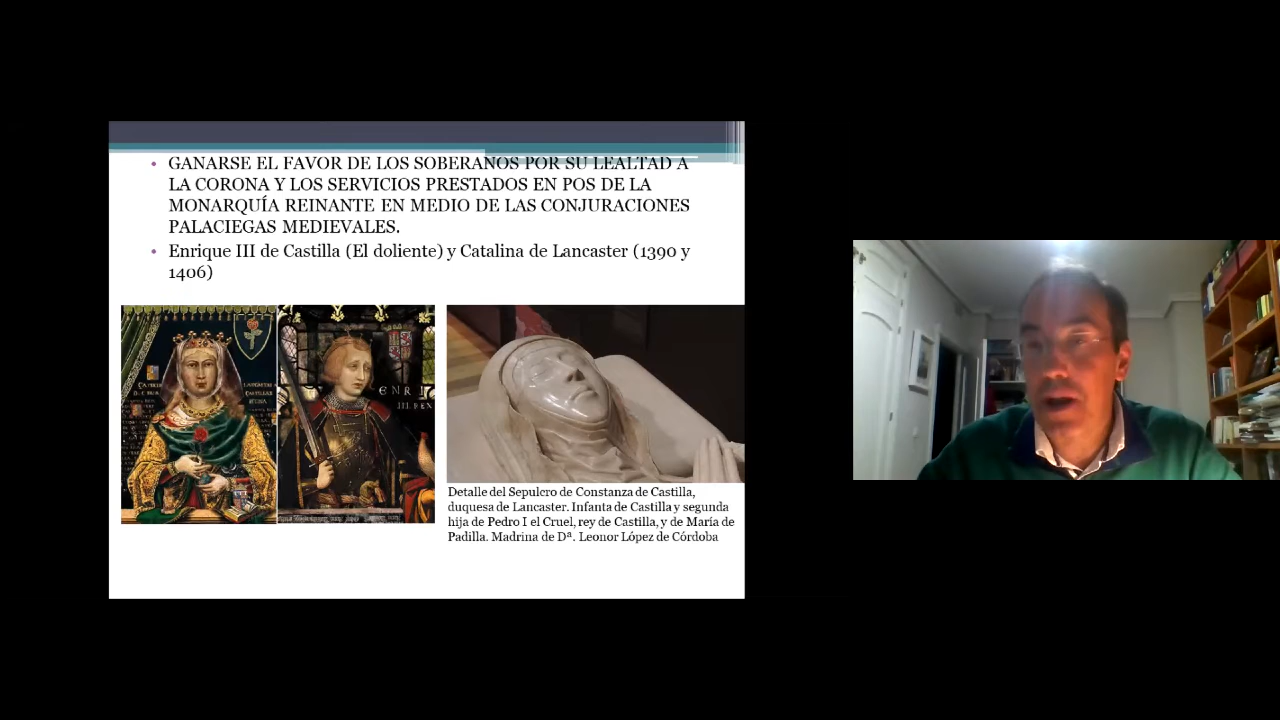 GANARSE EL FAVOR DE LOS SOBERANOS POR SU LEALTAD A
LA CORONA Y LOS SERVICIOS PRESTADOS EN POS DE LA
MONARQUÍA REINANTE EN MEDIO DE LAS CONJURACIONES
PALACIEGAS MEDIEVALES.
Enrique III de Castilla (El doliente) y Catalina de Lancaster (1390 y
1406)
ENRI
III. REX
Detalle del Sepulcro de Constanza de Castilla,
duquesa de Lancaster. Infanta de Castilla y segunda
hija de Pedro I el Cruel, rey de Castilla, y de María de
Padilla. Madrina de Dª. Leonor López de Córdoba